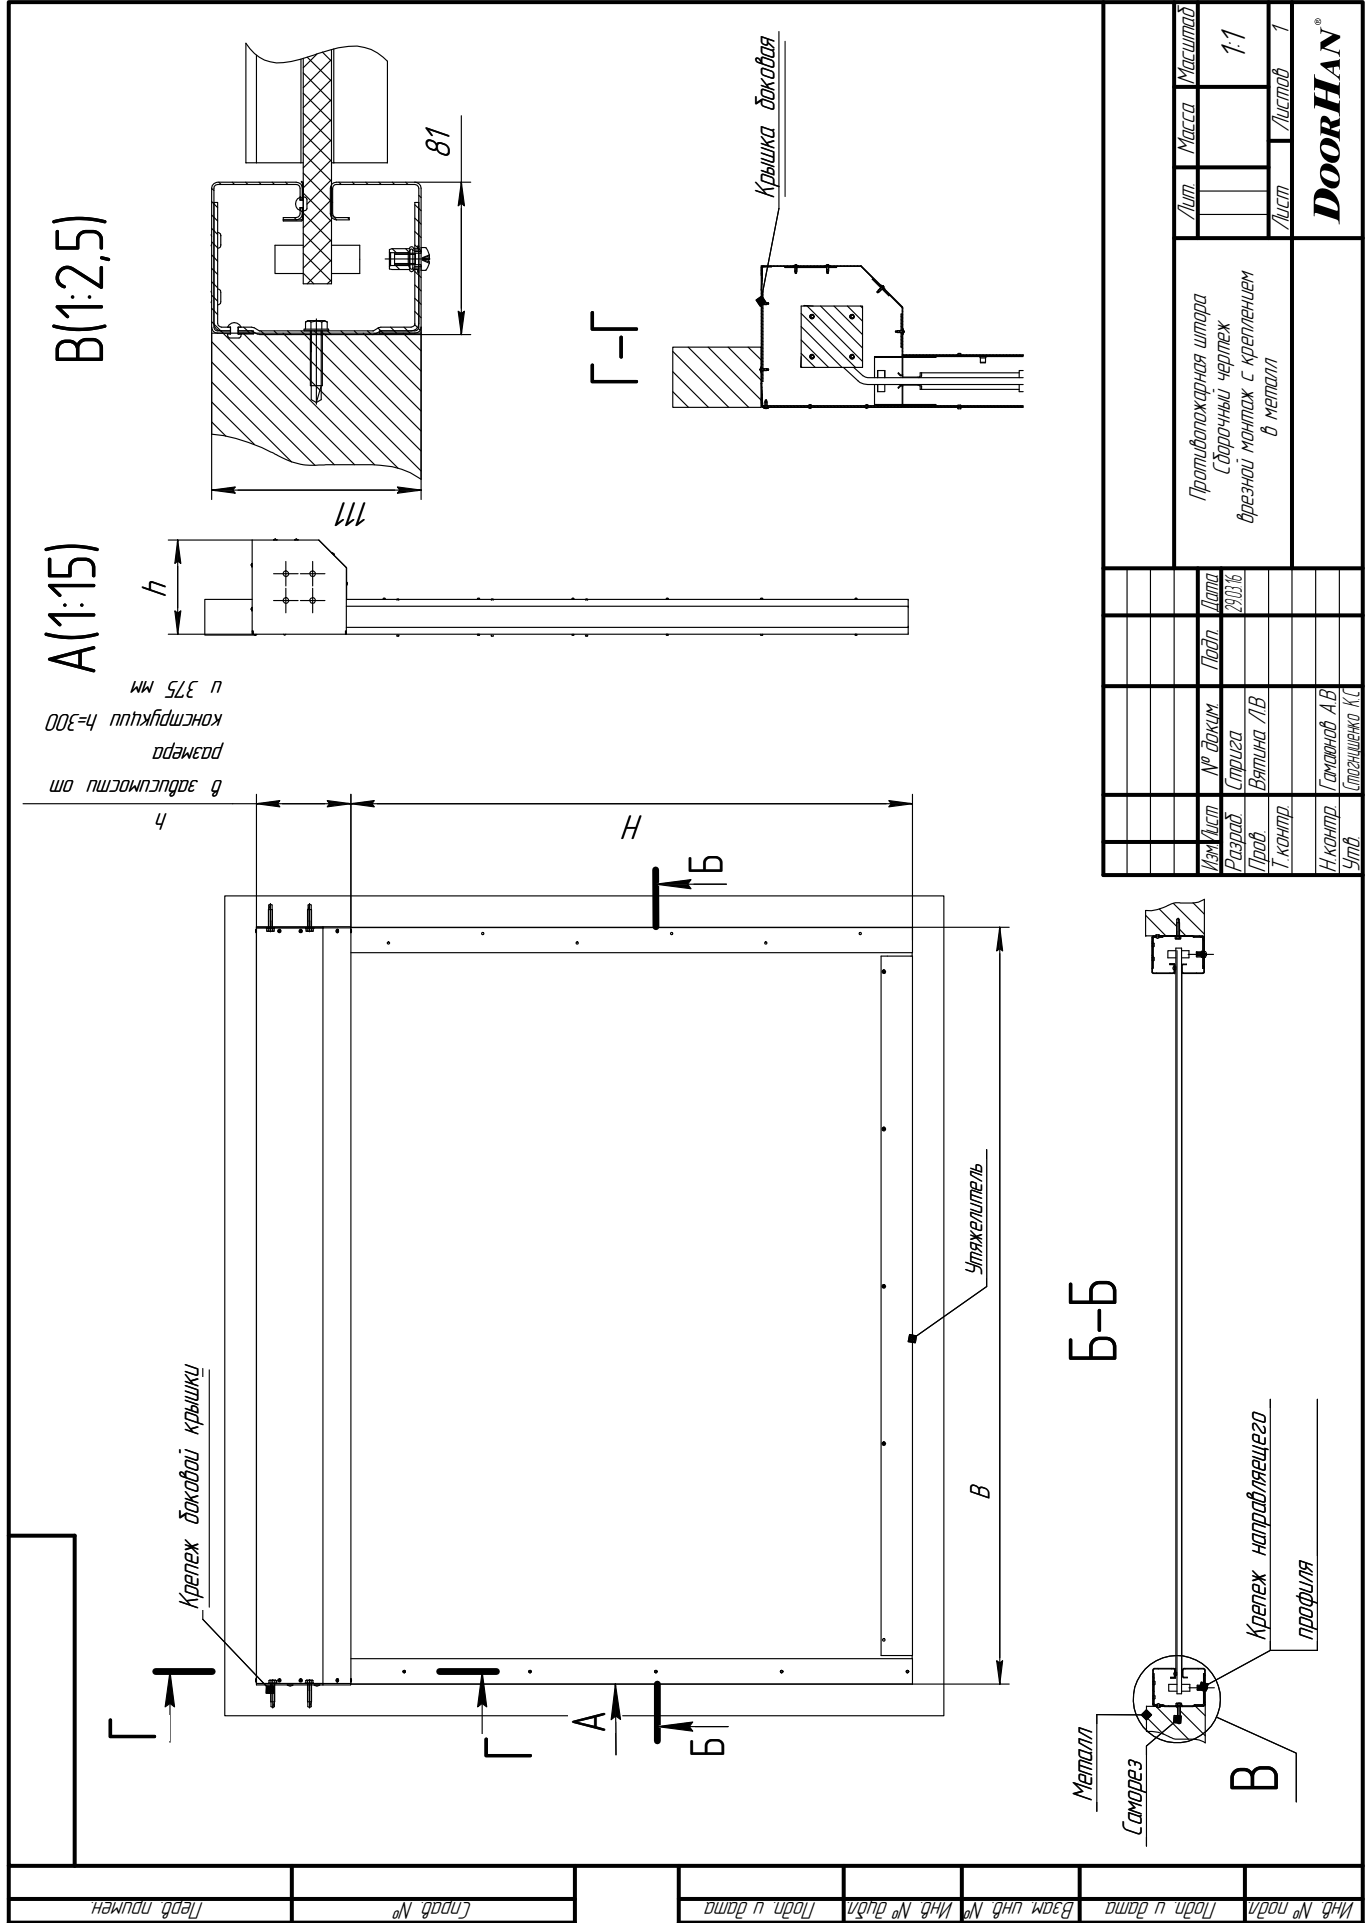 Перв. примен.
Справ. №
Подп. и дата
Инв. № дубл.
Взам. инв. №
Подп. и дата
Инв. № подл.
Крепеж боковой крышки
h
в зависимости от
размера
конструкции h=300
и 375 мм
А(1:15)
h
В(1:2,5)
81
111
Г
Г
А
Б
Б
H
B
Утяжелитель
Г-Г
Крышка боковая
Б-Б
Металл
Саморез
В
Крепеж направляещего
профиля
Изм. Лист № докум. Подп. Дата
Разраб. Стрига 29.03.16
Пров. Вятина Л.В
Т.контр.
Н.контр. Гамаюнов А.В
Утв. Стогнушенко К.С
Противопожарная штора
Сборочный чертеж
врезной монтаж с креплением
в металл
Лит. Масса Масштаб
1:1
Лист Листов 1
DOORHAN®